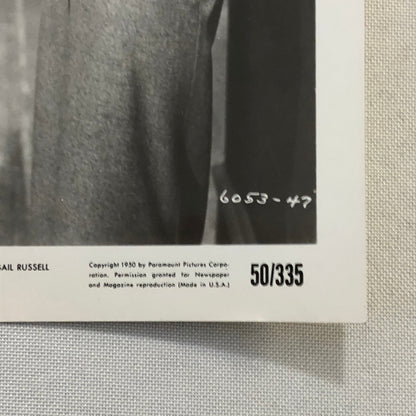 6053-47
GAIL RUSSELL
Copyright 1950 by Paramount Pictures Corpo-
ration. Permission granted for Newspaper
and Magazine reproduction (Made in U.S.A.)
50/335